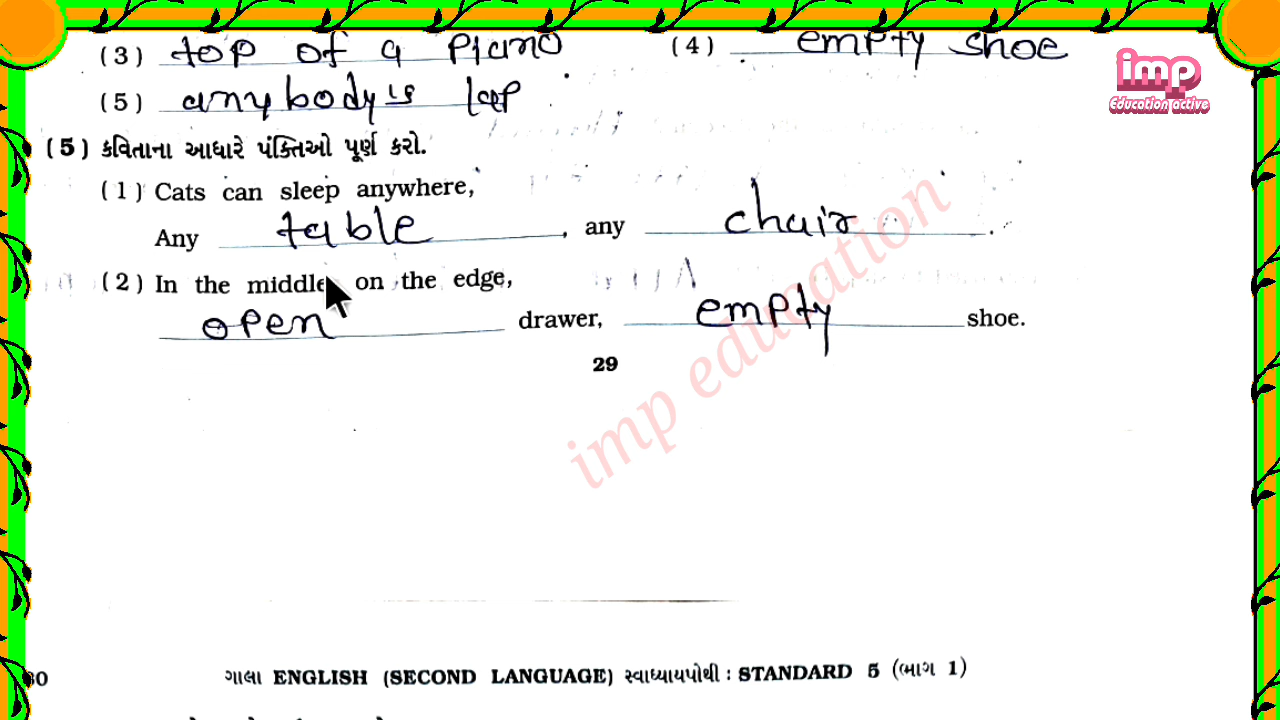 (3) top of a Piano (4) empty shoe
imp
Education active
(5) anybody's lap
(5) કવિતાના આધારે પંક્તિઓ પૂર્ણ કરો.
(1) Cats can sleep anywhere,
Any table, any chair.
(2) In the middle, on the edge,
open drawer, empty shoe.
29
imp education
ગાલા ENGLISH (SECOND LANGUAGE) સ્વાધ્યાયપોથી : STANDARD 5 (ભાગ 1)